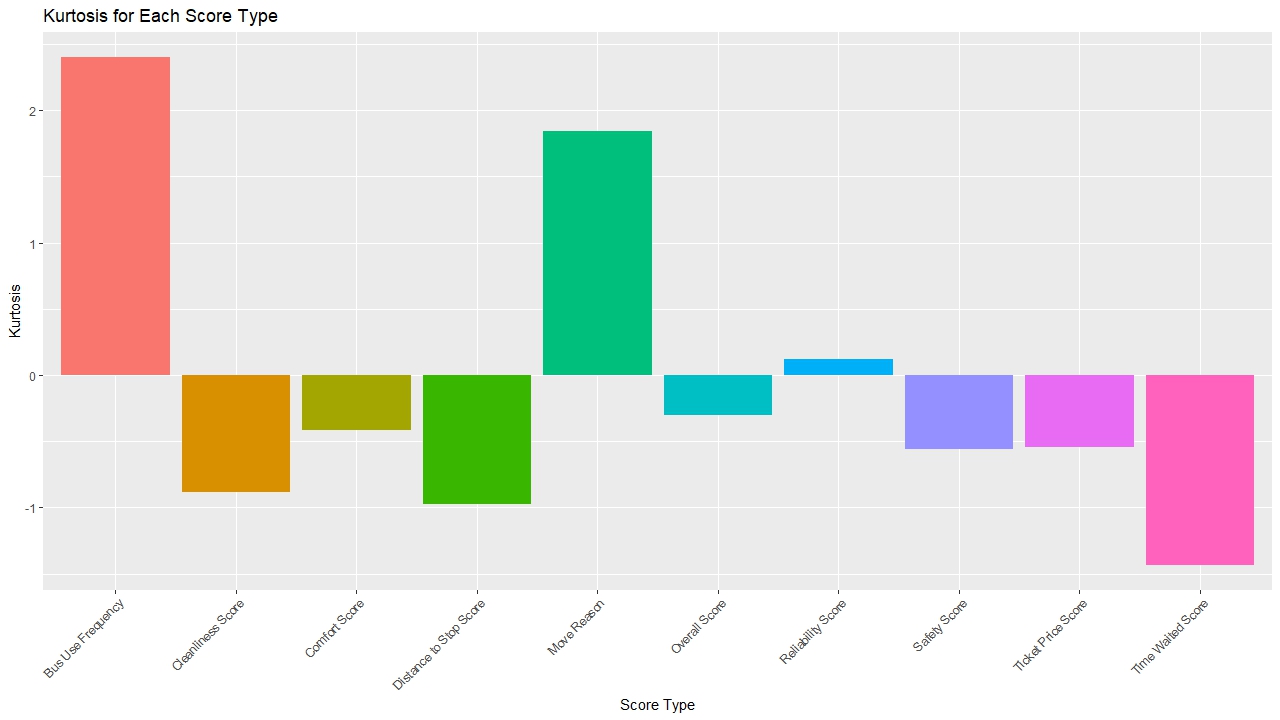 Kurtosis for Each Score Type
Kurtosis
2
1
0
-1
Bus Use Frequency
Cleanliness Score
Comfort Score
Distance to Stop Score
Move Reason
Overall Score
Reliability Score
Safety Score
Ticket Price Score
Time Waited Score
Score Type